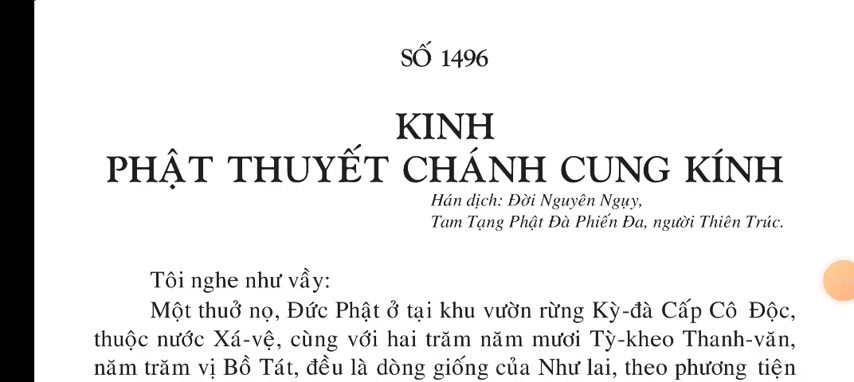 SỐ 1496
KINH
PHẬT THUYẾT CHÁNH CUNG KÍNH
Hán dịch: Đời Nguyên Ngụy,
Tam Tạng Phật Đà Phiến Đa, người Thiên Trúc.
Tôi nghe như vầy:
Một thuở nọ, Đức Phật ở tại khu vườn rừng Kỳ-đà Cấp Cô Độc,
thuộc nước Xá-vệ, cùng với hai trăm năm mươi Tỳ-kheo Thanh-văn,
năm trăm vị Bồ Tát, đều là dòng giống của Như lai, theo phương tiện